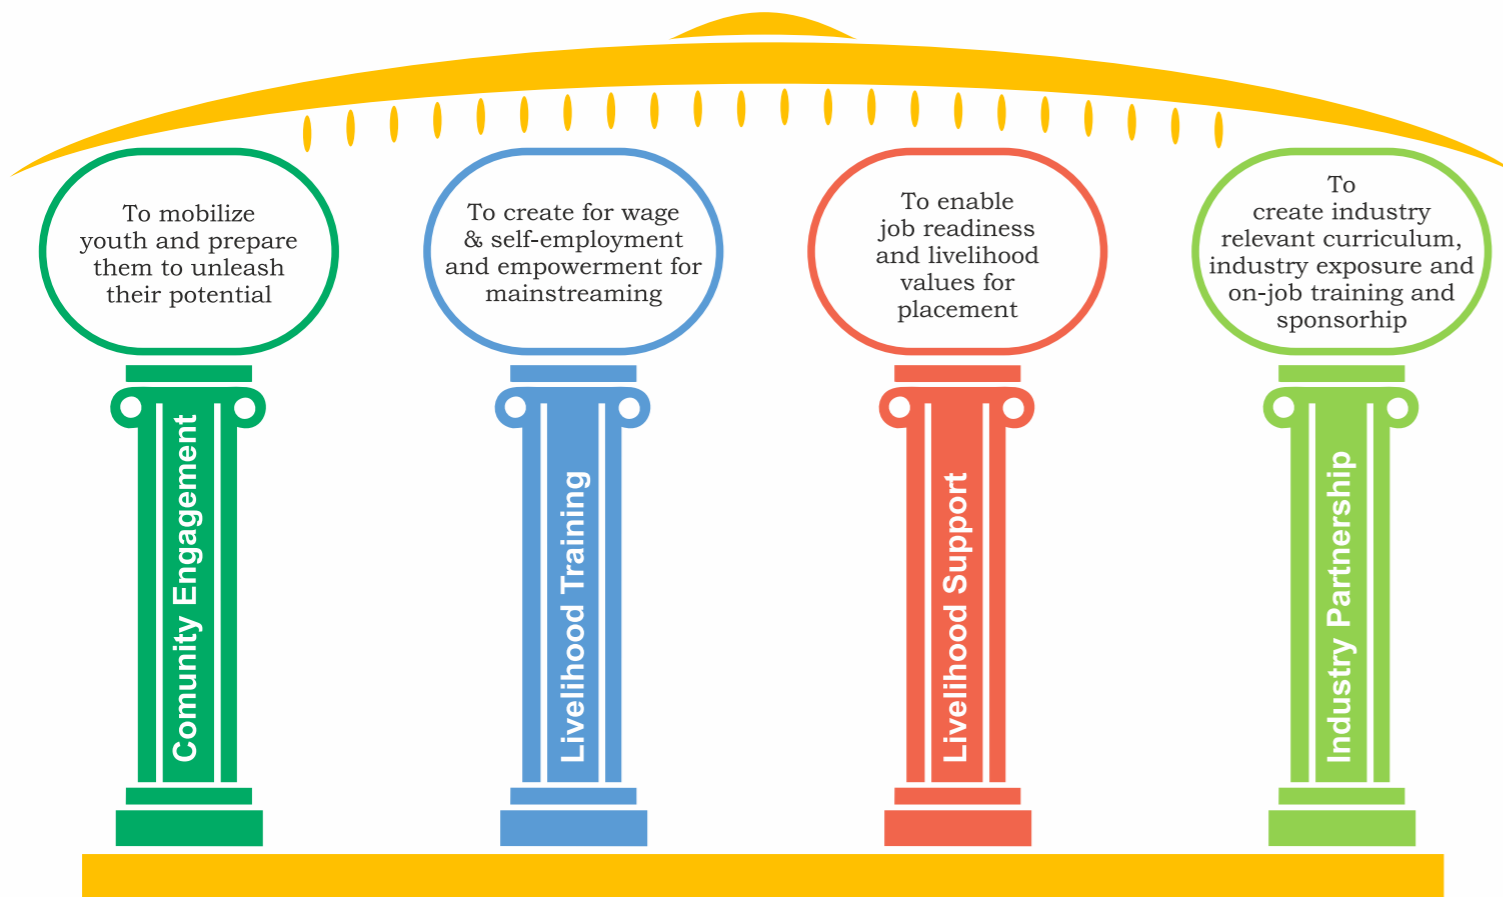 To mobilize
youth and prepare
them to unleash
their potential
To create for wage
& self-employment
and empowerment for
mainstreaming
To enable
job readiness
and livelihood
values for
placement
To
create industry
relevant curriculum,
industry exposure and
on-job training and
sponsorhip
Comunity Engagement
Livelihood Training
Livelihood Support
Industry Partnership